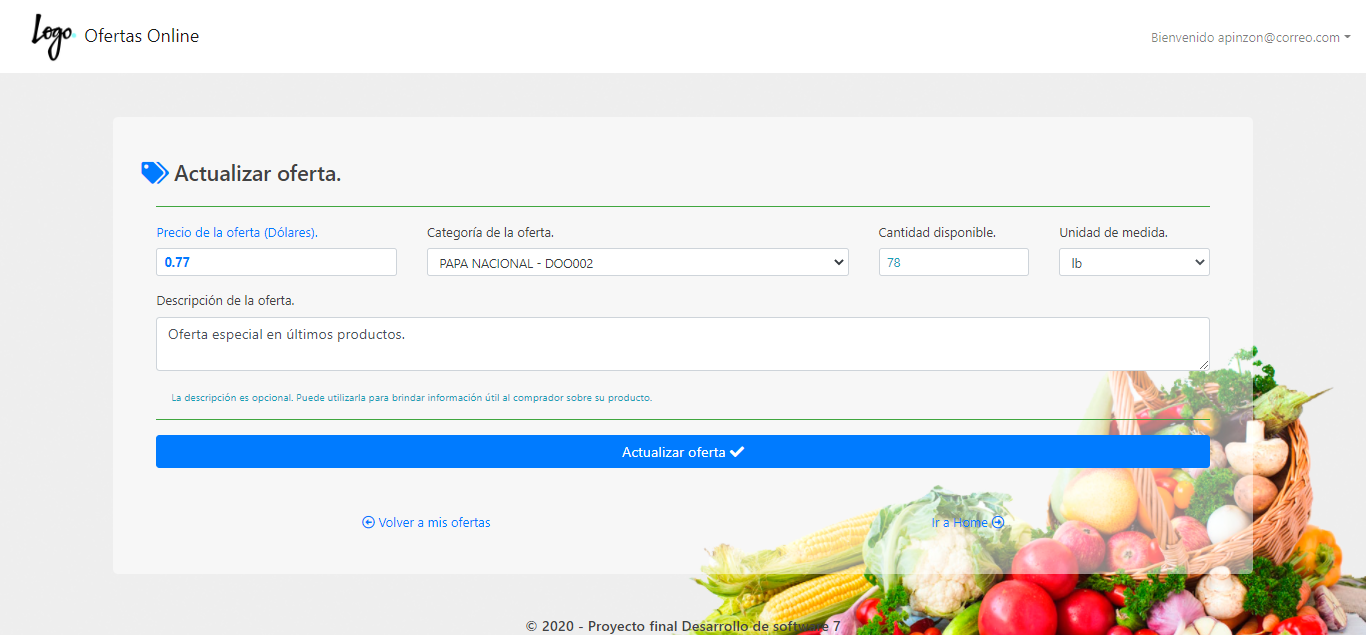 Logo Ofertas Online
Bienvenido apinzon@correo.com
Actualizar oferta.
Precio de la oferta (Dólares). Categoría de la oferta. Cantidad disponible. Unidad de medida.
0.77 PAPA NACIONAL - DOO002 78 lb
Descripción de la oferta.
Oferta especial en últimos productos.
La descripción es opcional. Puede utilizarla para brindar información útil al comprador sobre su producto.
Actualizar oferta
Volver a mis ofertas Ir a Home
© 2020 - Proyecto final Desarrollo de software 7